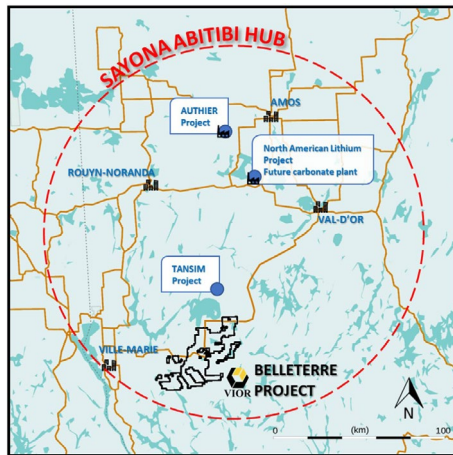 SAYONA ABITIBI HUB
AUTHIER
Project
AMOS
North American Lithium
Project
Future carbonate plant
ROUYN-NORANDA
VAL-D'OR
TANSIM
Project
VILLE-MARIE
VIOR
BELLETERRE
PROJECT
N
0 (km) 100